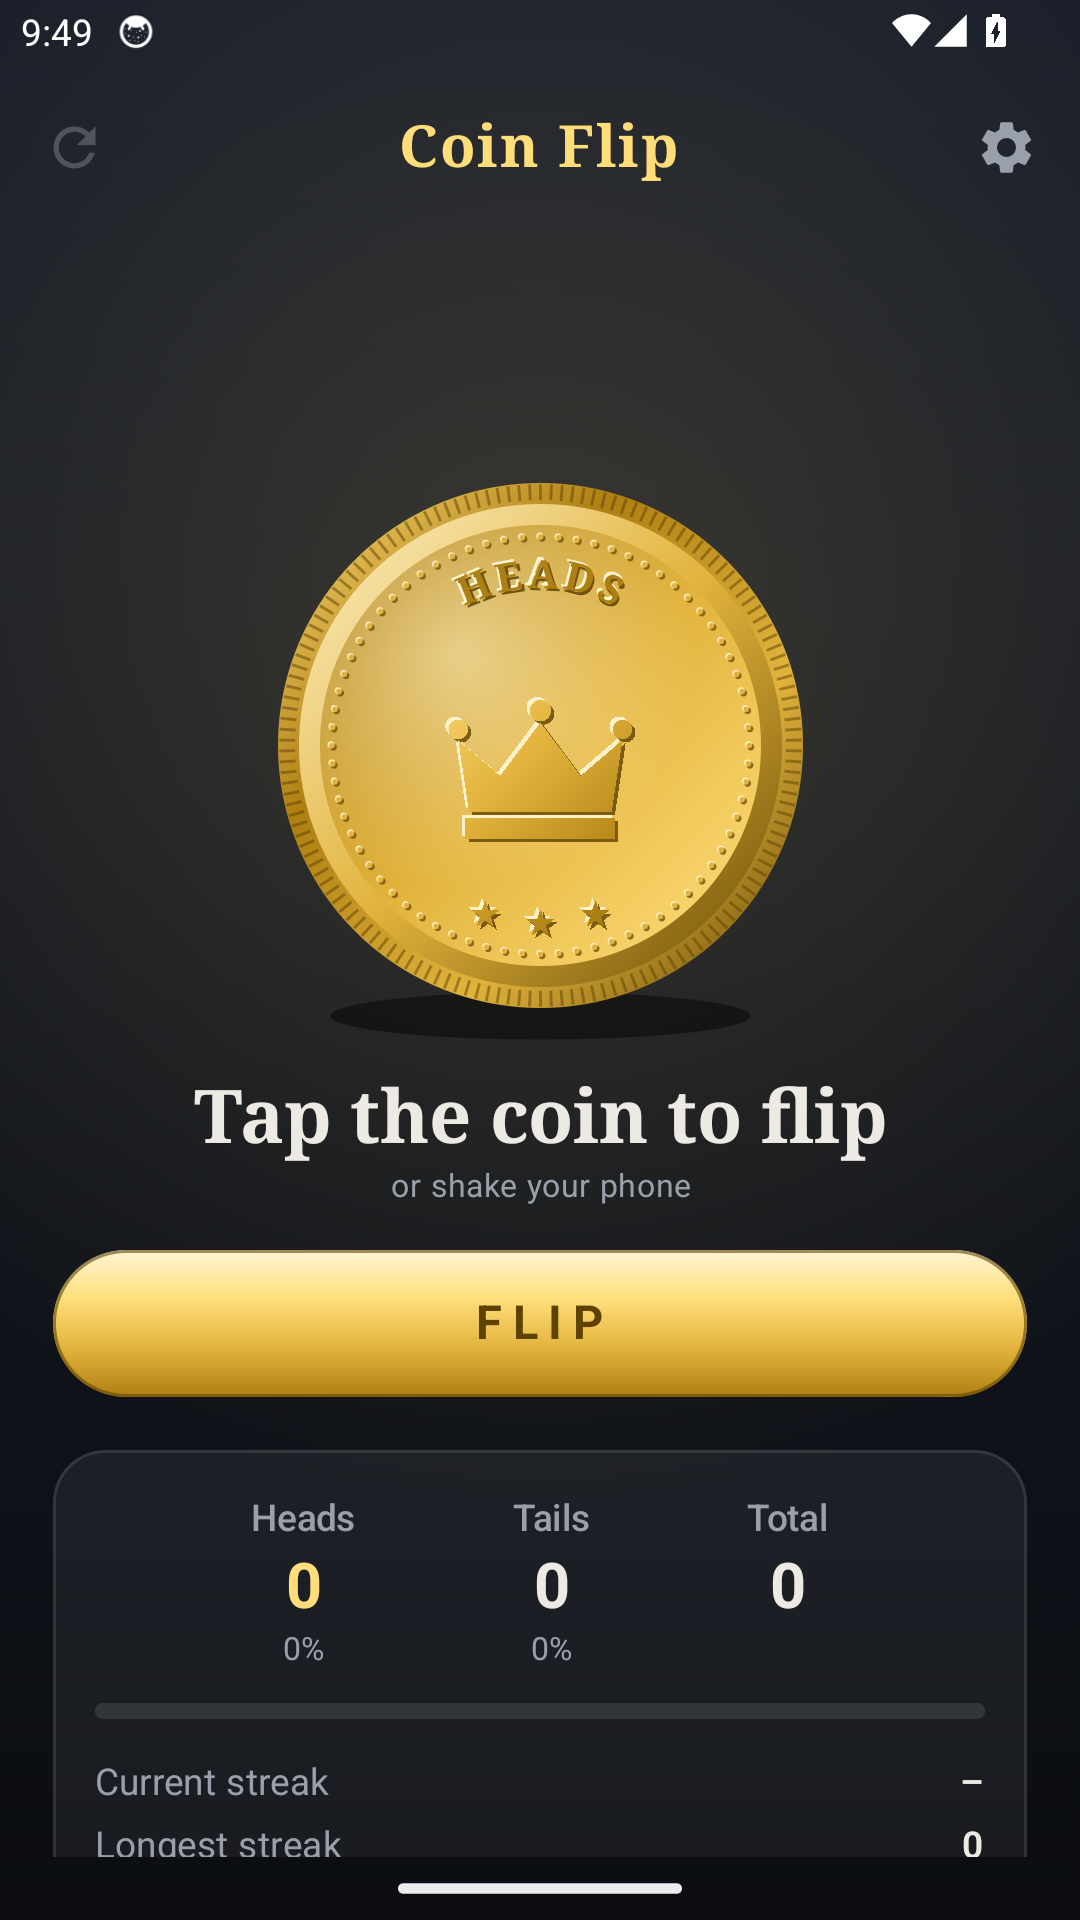 9:49
Coin Flip
HEADS
Tap the coin to flip
or shake your phone
FLIP
Heads Tails Total
0 0 0
0% 0%
Current streak –
Longest streak 0